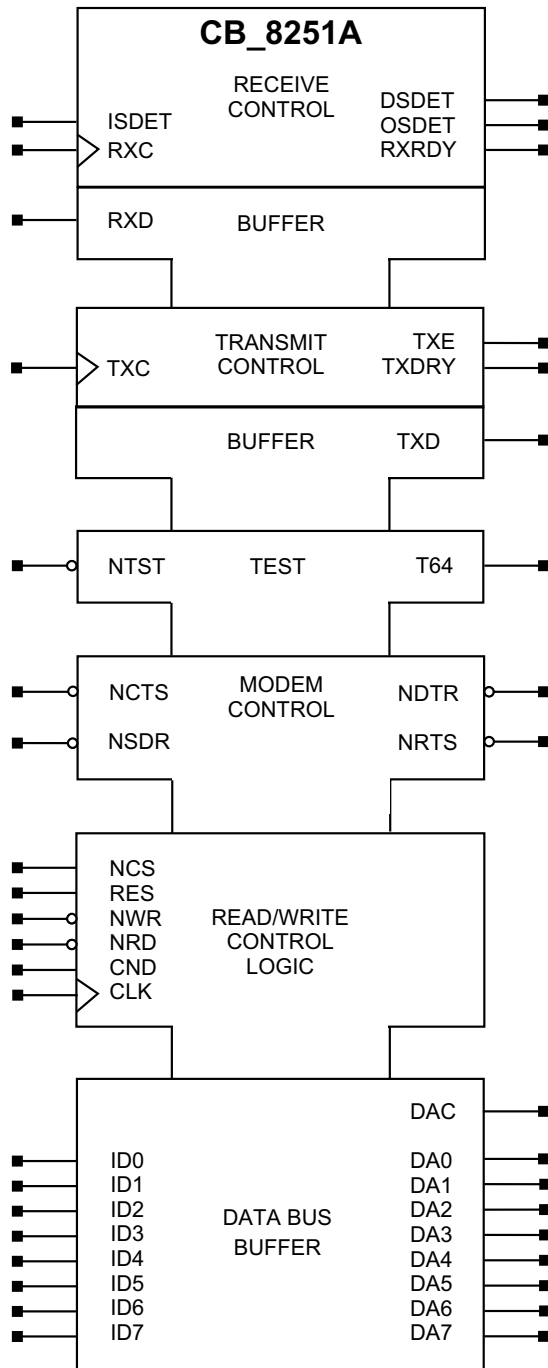 CB_8251A
RECEIVE
CONTROL
ISDET
RXC
DSDET
OSDET
RXRDY
RXD
BUFFER
TRANSMIT
CONTROL
TXC
TXE
TXDRY
BUFFER
TXD
NTST
TEST
T64
NCTS
NSDR
MODEM
CONTROL
NDTR
NRTS
NCS
RES
NWR
NRD
CND
CLK
READ/WRITE
CONTROL
LOGIC
DAC
ID0
ID1
ID2
ID3
ID4
ID5
ID6
ID7
DATA BUS
BUFFER
DA0
DA1
DA2
DA3
DA4
DA5
DA6
DA7